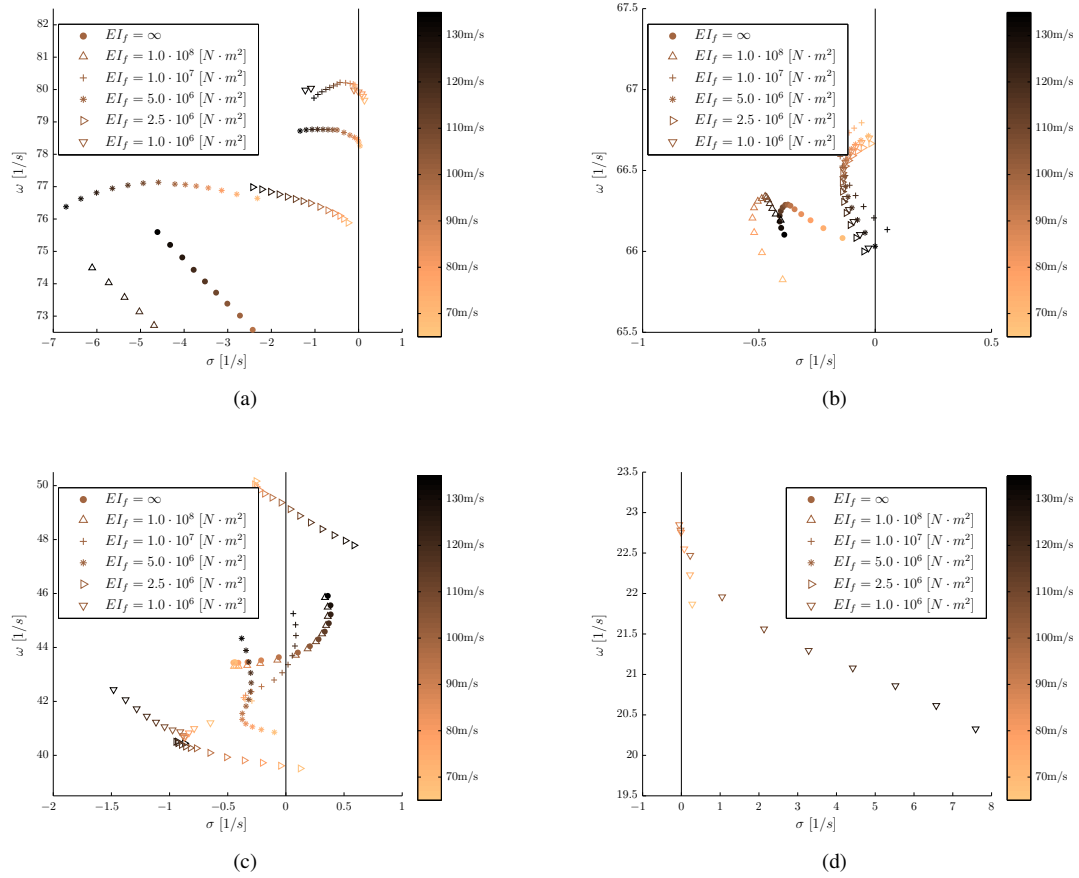 82
80
78
77
76
75
74
73
−7
−6
−5
−4
−3
−2
−1
0
1
ω [1/s]
σ [1/s]
EI_f = ∞
EI_f = 1.0 · 10^8 [N · m^2]
EI_f = 1.0 · 10^7 [N · m^2]
EI_f = 5.0 · 10^6 [N · m^2]
EI_f = 2.5 · 10^6 [N · m^2]
EI_f = 1.0 · 10^6 [N · m^2]
130m/s
120m/s
110m/s
100m/s
90m/s
80m/s
70m/s
(a)
67.5
67
66.5
66
65.5
−1
−0.5
0
0.5
ω [1/s]
σ [1/s]
EI_f = ∞
EI_f = 1.0 · 10^8 [N · m^2]
EI_f = 1.0 · 10^7 [N · m^2]
EI_f = 5.0 · 10^6 [N · m^2]
EI_f = 2.5 · 10^6 [N · m^2]
EI_f = 1.0 · 10^6 [N · m^2]
130m/s
120m/s
110m/s
100m/s
90m/s
80m/s
70m/s
(b)
50
48
46
44
42
40
−2
−1.5
−1
−0.5
0
0.5
1
ω [1/s]
σ [1/s]
EI_f = ∞
EI_f = 1.0 · 10^8 [N · m^2]
EI_f = 1.0 · 10^7 [N · m^2]
EI_f = 5.0 · 10^6 [N · m^2]
EI_f = 2.5 · 10^6 [N · m^2]
EI_f = 1.0 · 10^6 [N · m^2]
130m/s
120m/s
110m/s
100m/s
90m/s
80m/s
70m/s
(c)
23.5
23
22.5
22
21.5
21
20.5
20
19.5
−1
0
1
2
3
4
5
6
7
8
ω [1/s]
σ [1/s]
EI_f = ∞
EI_f = 1.0 · 10^8 [N · m^2]
EI_f = 1.0 · 10^7 [N · m^2]
EI_f = 5.0 · 10^6 [N · m^2]
EI_f = 2.5 · 10^6 [N · m^2]
EI_f = 1.0 · 10^6 [N · m^2]
130m/s
120m/s
110m/s
100m/s
90m/s
80m/s
70m/s
(d)